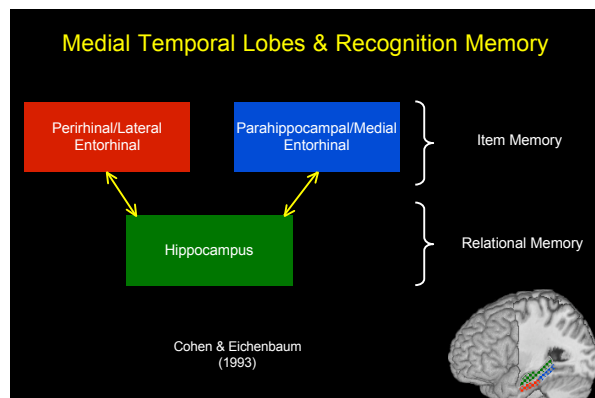 Medial Temporal Lobes & Recognition Memory
Perirhinal/Lateral
Entorhinal
Parahippocampal/Medial
Entorhinal
Item Memory
Hippocampus
Relational Memory
Cohen & Eichenbaum
(1993)